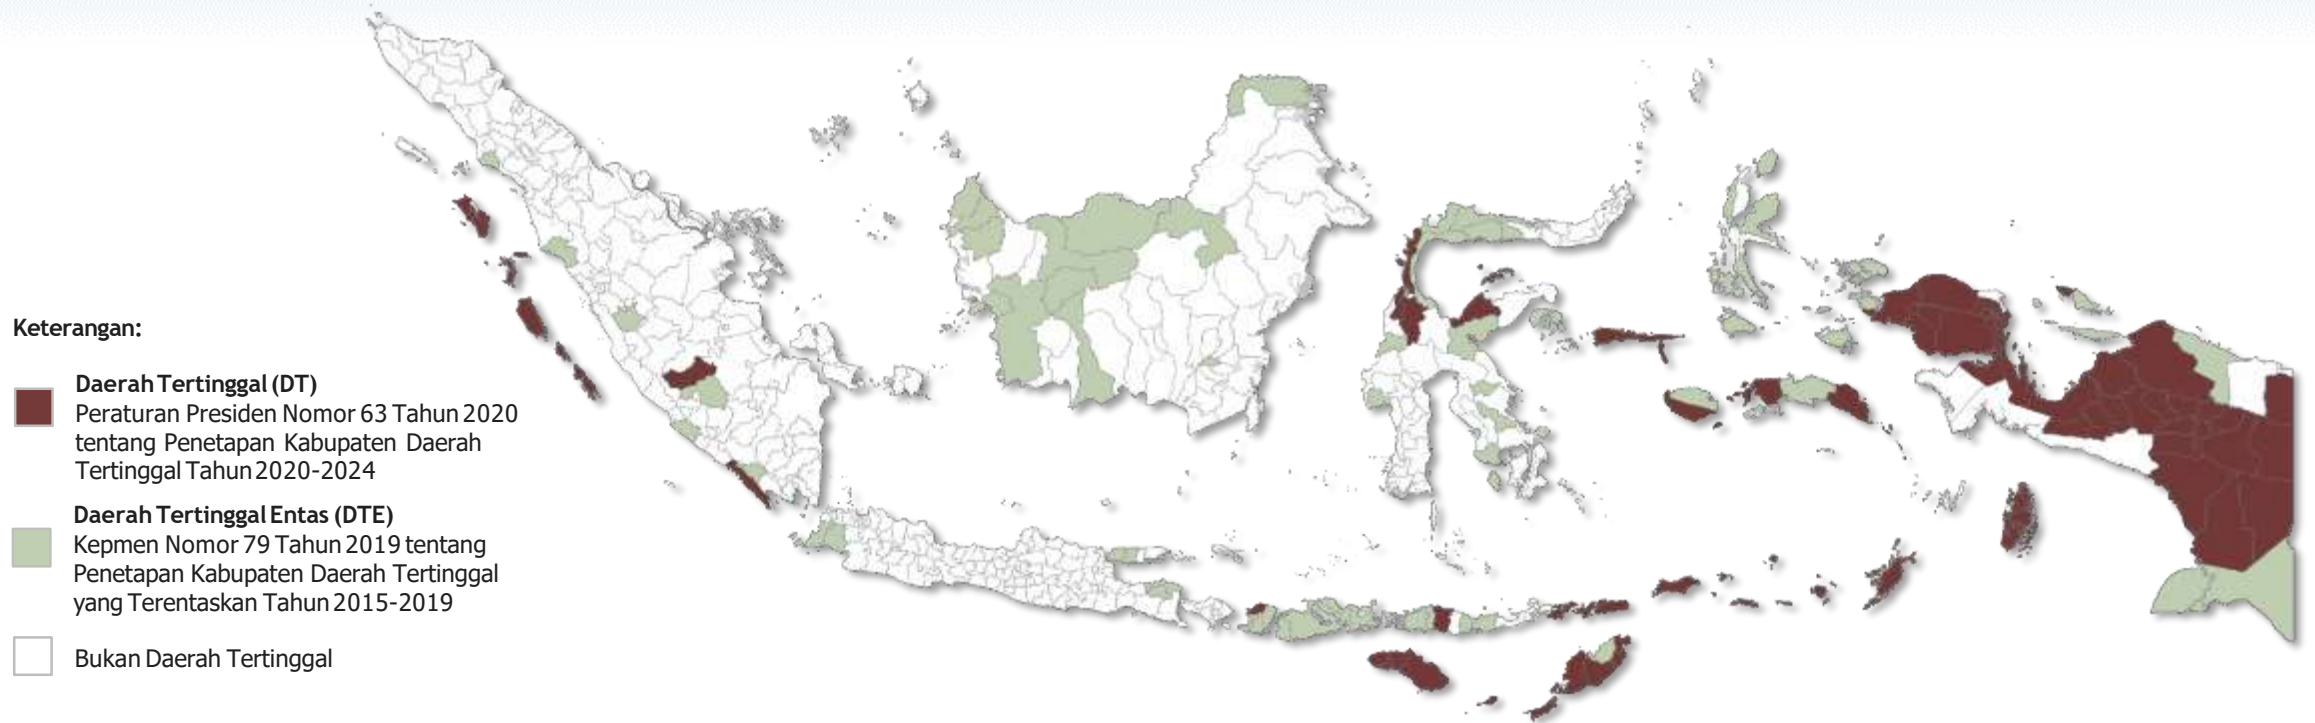 Keterangan:
Daerah Tertinggal (DT)
Peraturan Presiden Nomor 63 Tahun 2020
tentang Penetapan Kabupaten Daerah
Tertinggal Tahun 2020-2024
Daerah Tertinggal Entas (DTE)
Kepmen Nomor 79 Tahun 2019 tentang
Penetapan Kabupaten Daerah Tertinggal
yang Terentaskan Tahun 2015-2019
Bukan Daerah Tertinggal